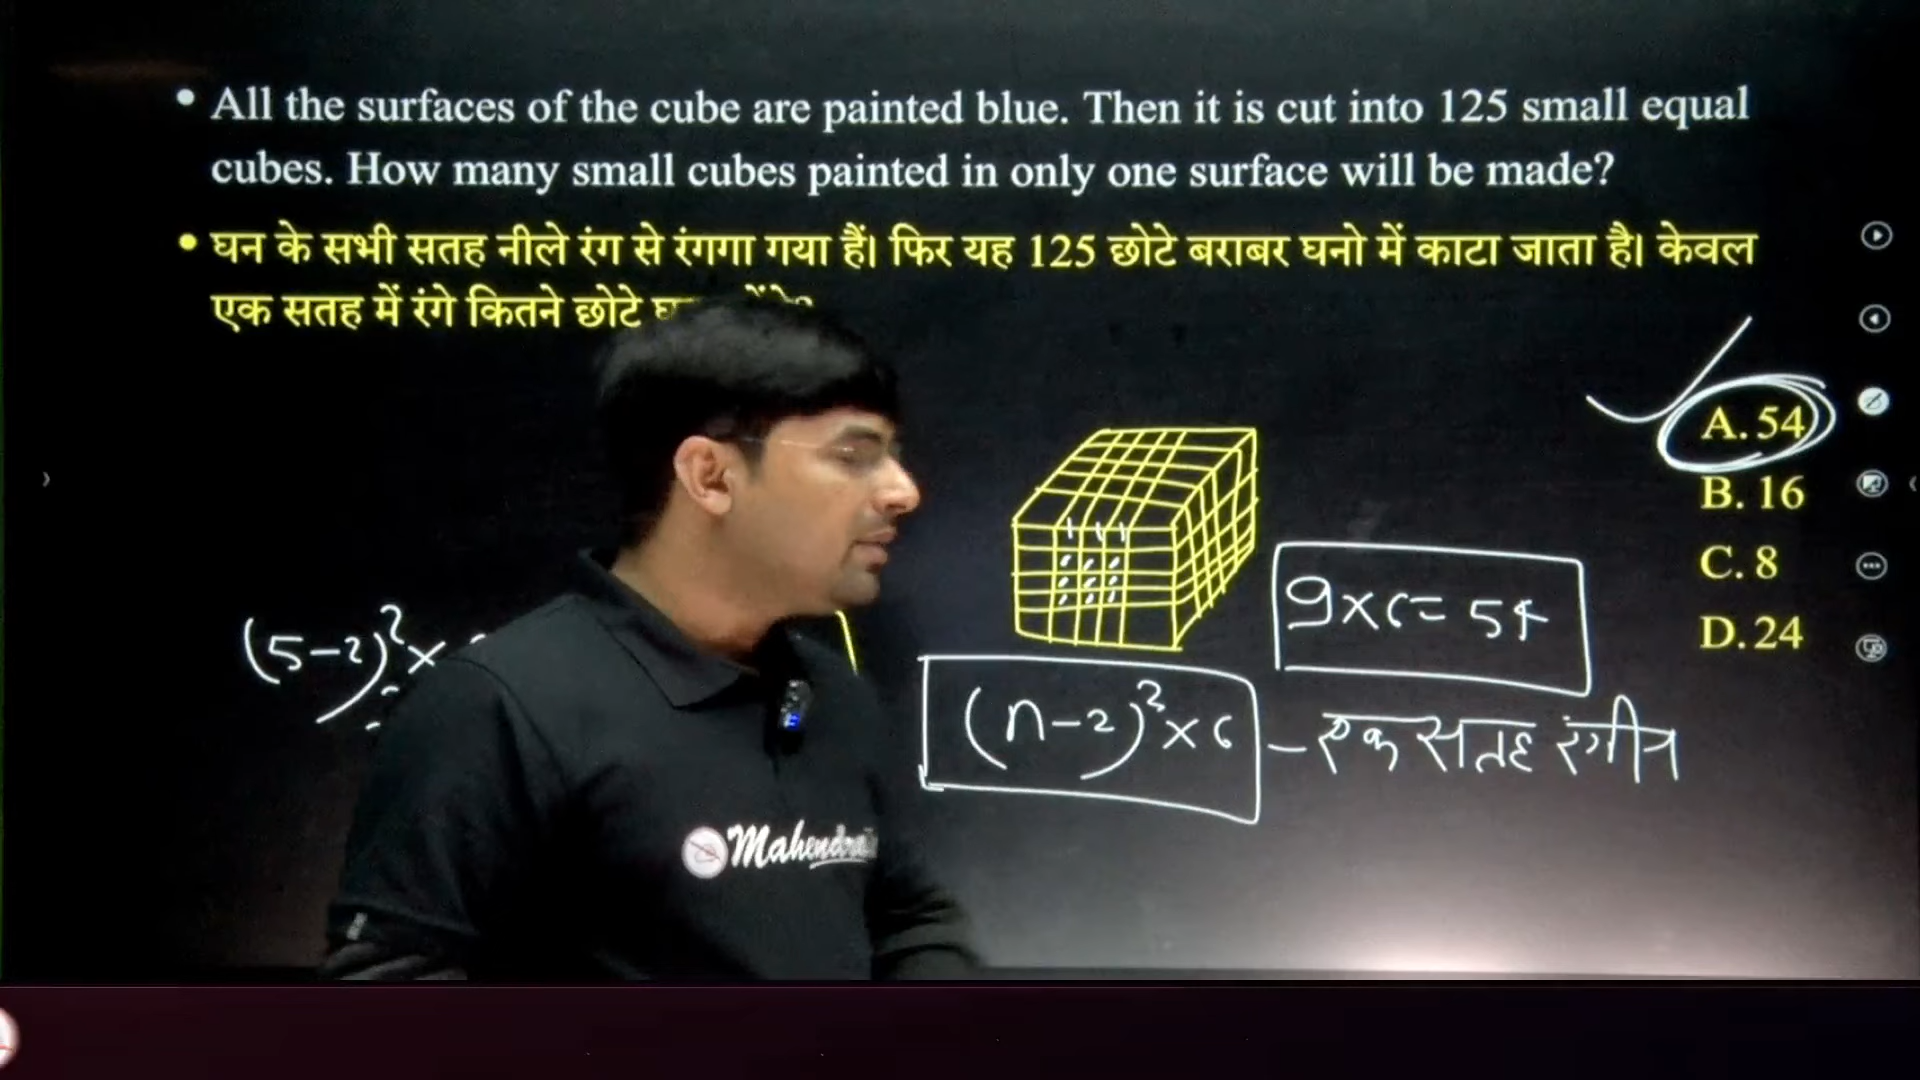 • All the surfaces of the cube are painted blue. Then it is cut into 125 small equal
cubes. How many small cubes painted in only one surface will be made?
• घन के सभी सतह नीले रंग से रंगगा गया हैं। फिर यह 125 छोटे बराबर घनो में काटा जाता है। केवल
एक सतह में रंगे कितने छोटे
A. 54
B. 16
C. 8
D. 24
9×6= 54
(5-2)²×
(n-2)²×6 - एक सतह रंगीन
Mahendra